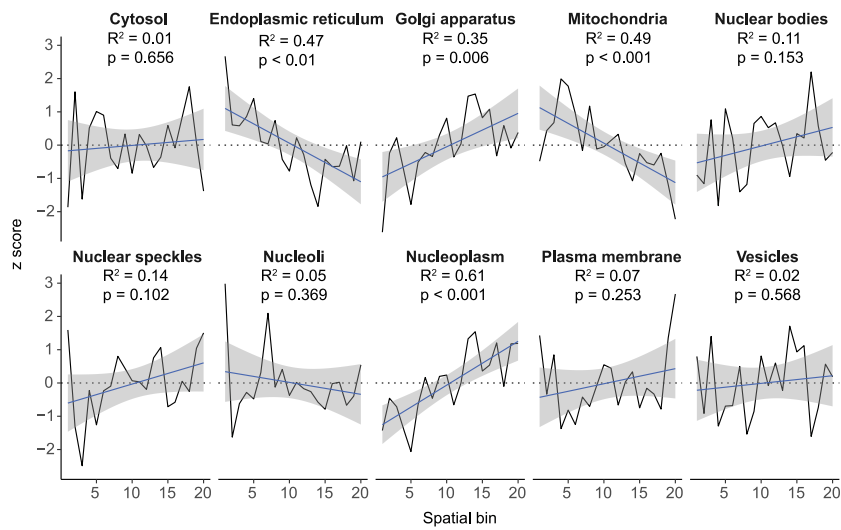 Cytosol
R² = 0.01
p = 0.656
Endoplasmic reticulum
R² = 0.47
p < 0.01
Golgi apparatus
R² = 0.35
p = 0.006
Mitochondria
R² = 0.49
p < 0.001
Nuclear bodies
R² = 0.11
p = 0.153
3
2
1
0
−1
−2
Nuclear speckles
R² = 0.14
p = 0.102
Nucleoli
R² = 0.05
p = 0.369
Nucleoplasm
R² = 0.61
p < 0.001
Plasma membrane
R² = 0.07
p = 0.253
Vesicles
R² = 0.02
p = 0.568
3
2
1
0
−1
−2
z score
5 10 15 20 5 10 15 20 5 10 15 20 5 10 15 20 5 10 15 20
Spatial bin